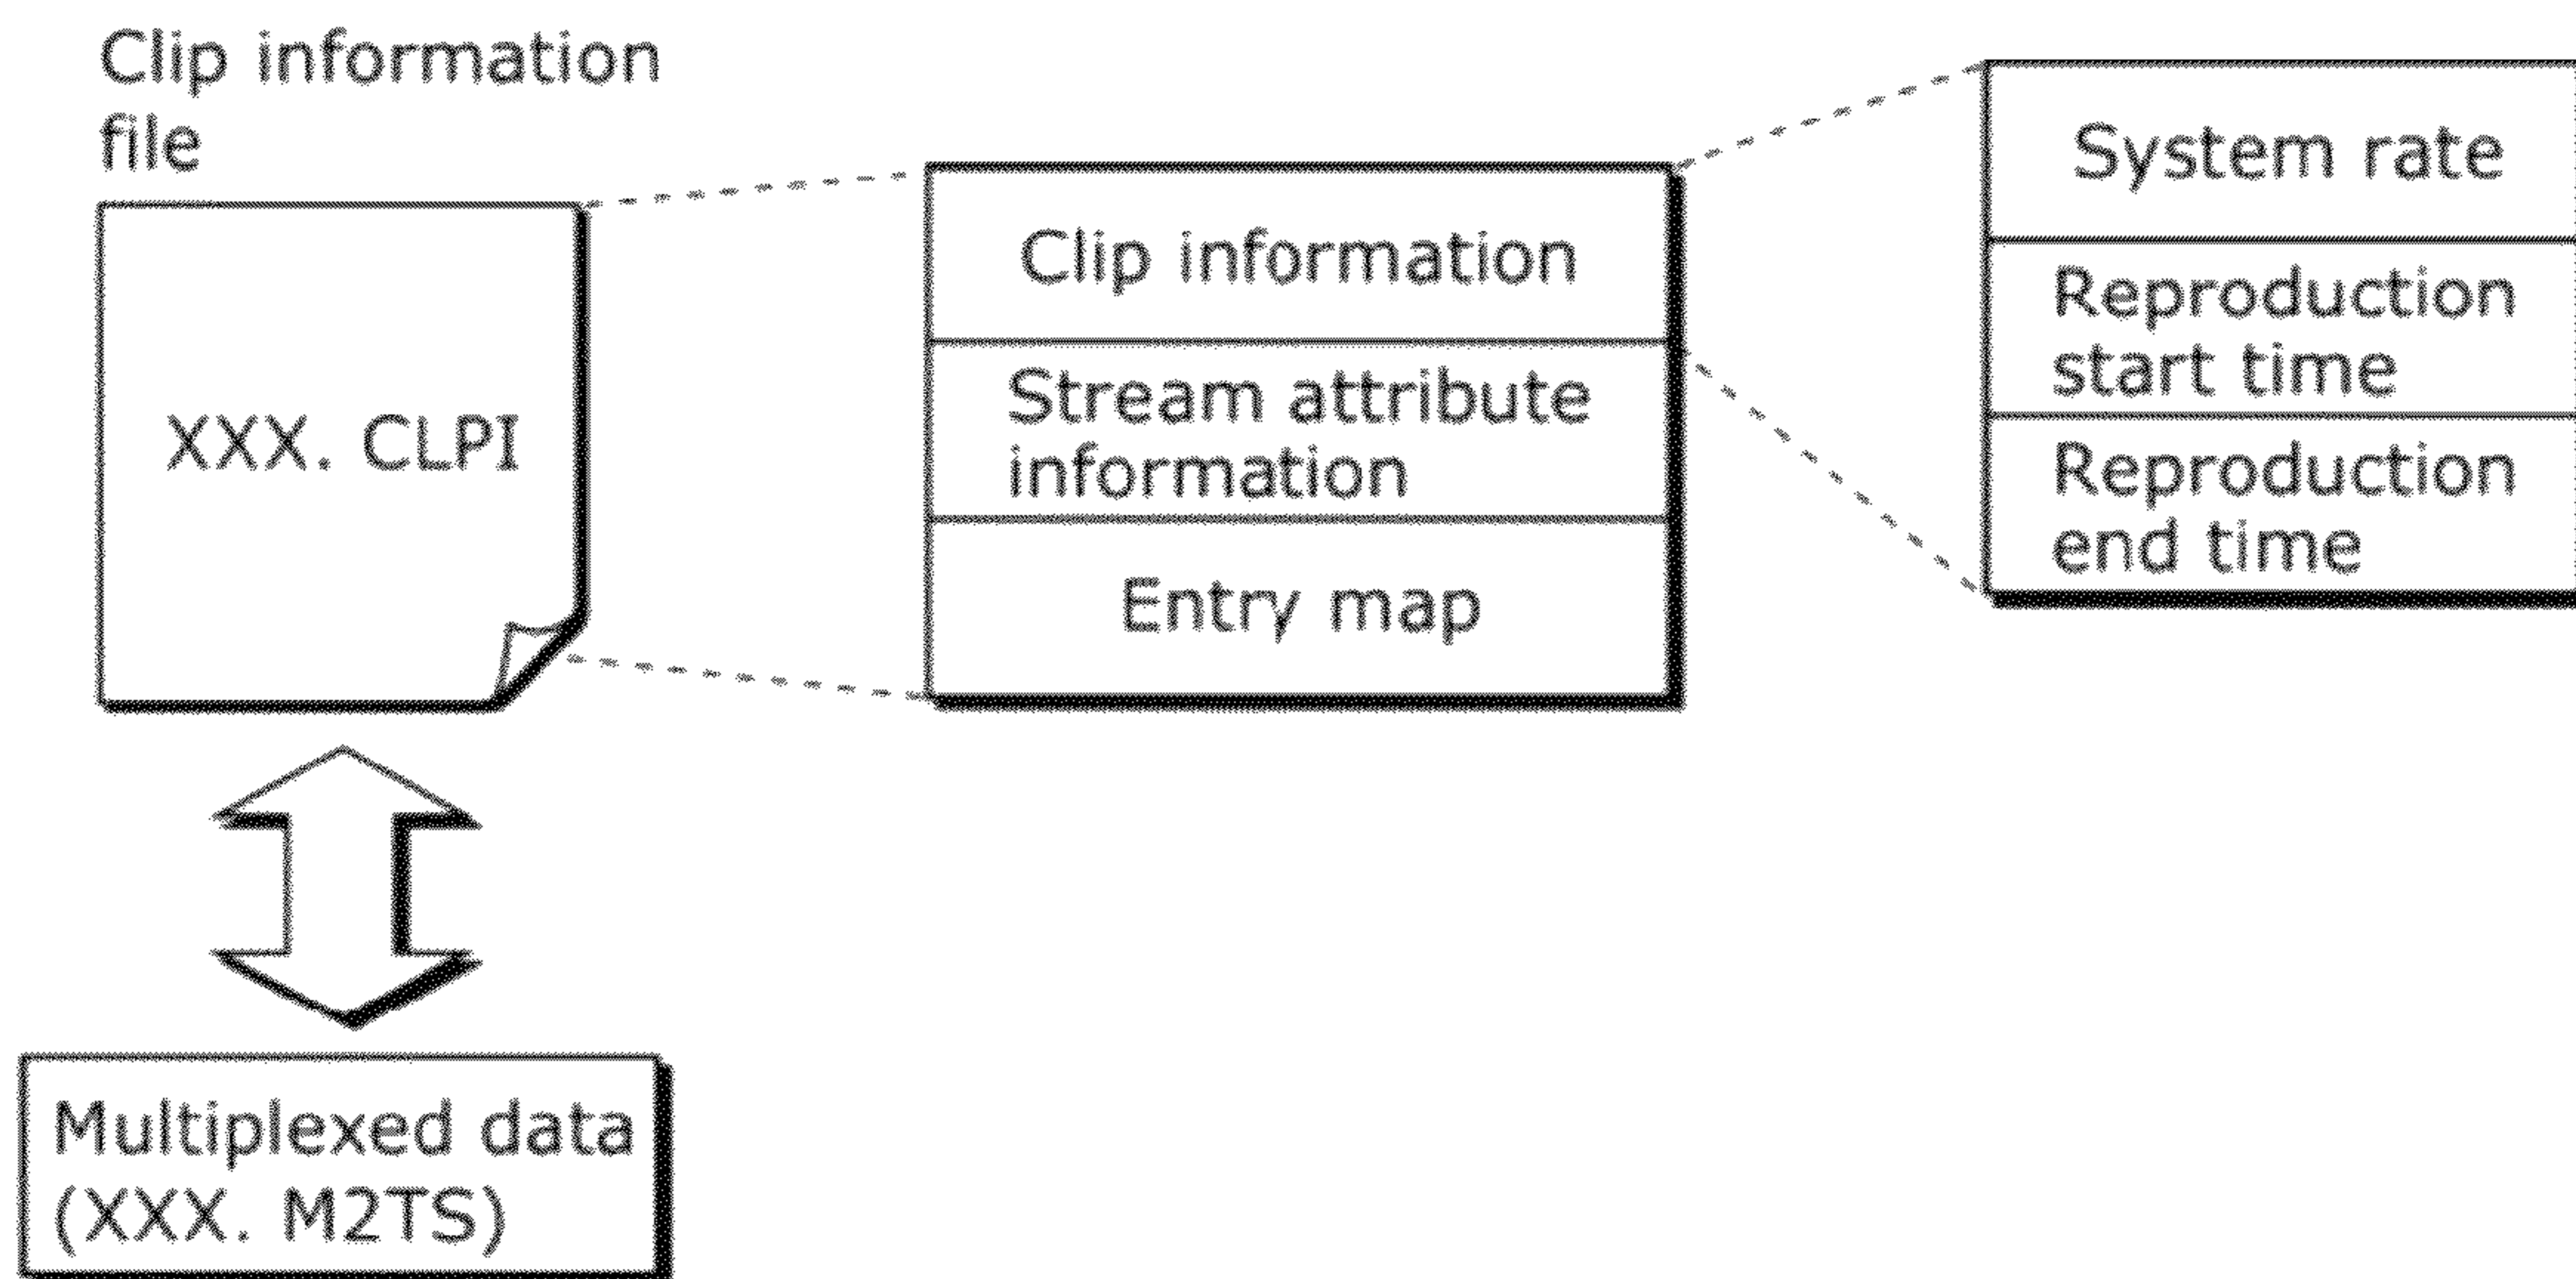 Clip information
file
XXX. CLPI
Clip information
Stream attribute
information
Entry map
System rate
Reproduction
start time
Reproduction
end time
Multiplexed data
(XXX. M2TS)